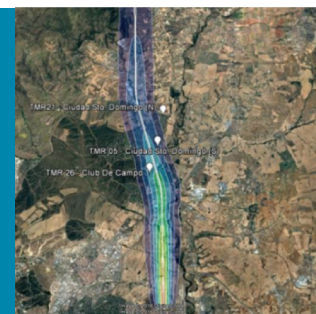 TMR21 - Ciudad Sto. Domingo (N)
TMR 05 - Ciudad Sto. Domingo (S)
TMR 26 - Club De Campo